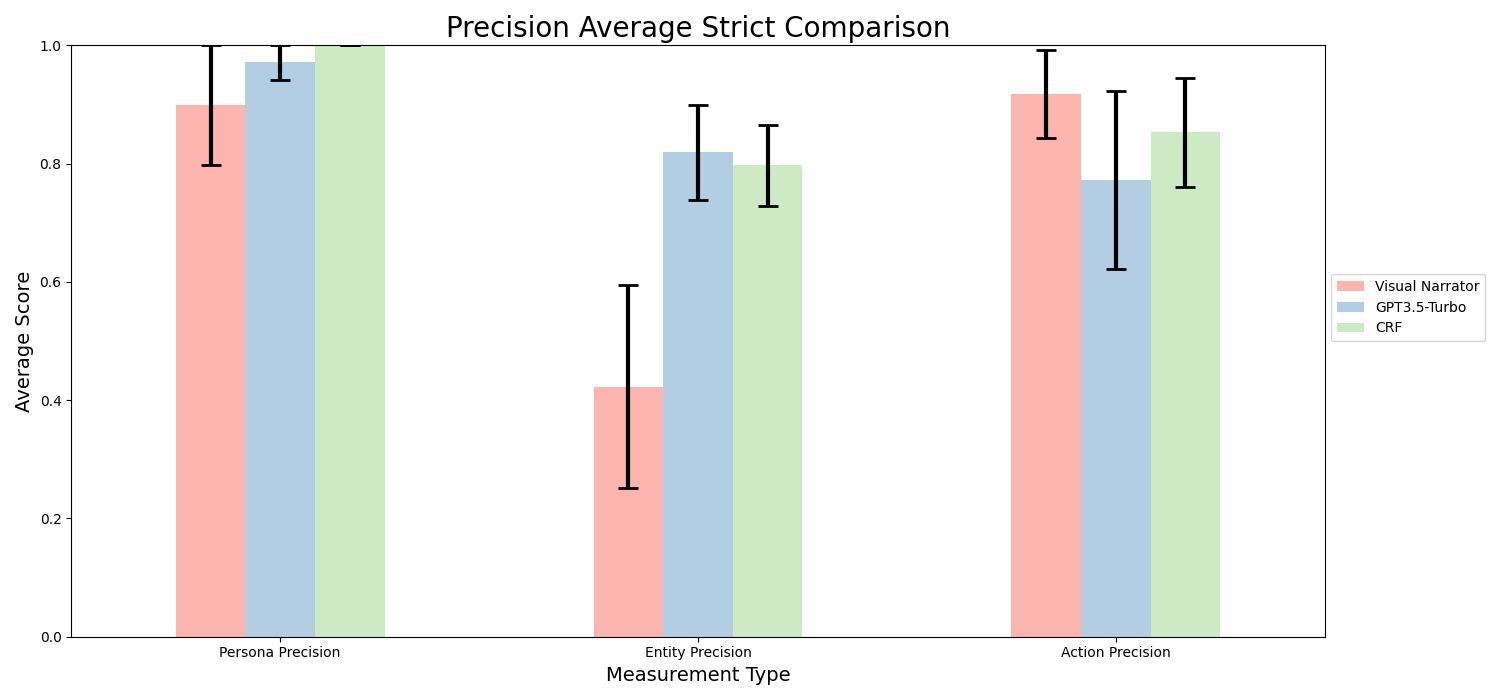 Precision Average Strict Comparison
1.0
0.8
0.6
0.4
0.2
0.0
Average Score
Persona Precision
Entity Precision
Action Precision
Measurement Type
Visual Narrator
GPT3.5-Turbo
CRF